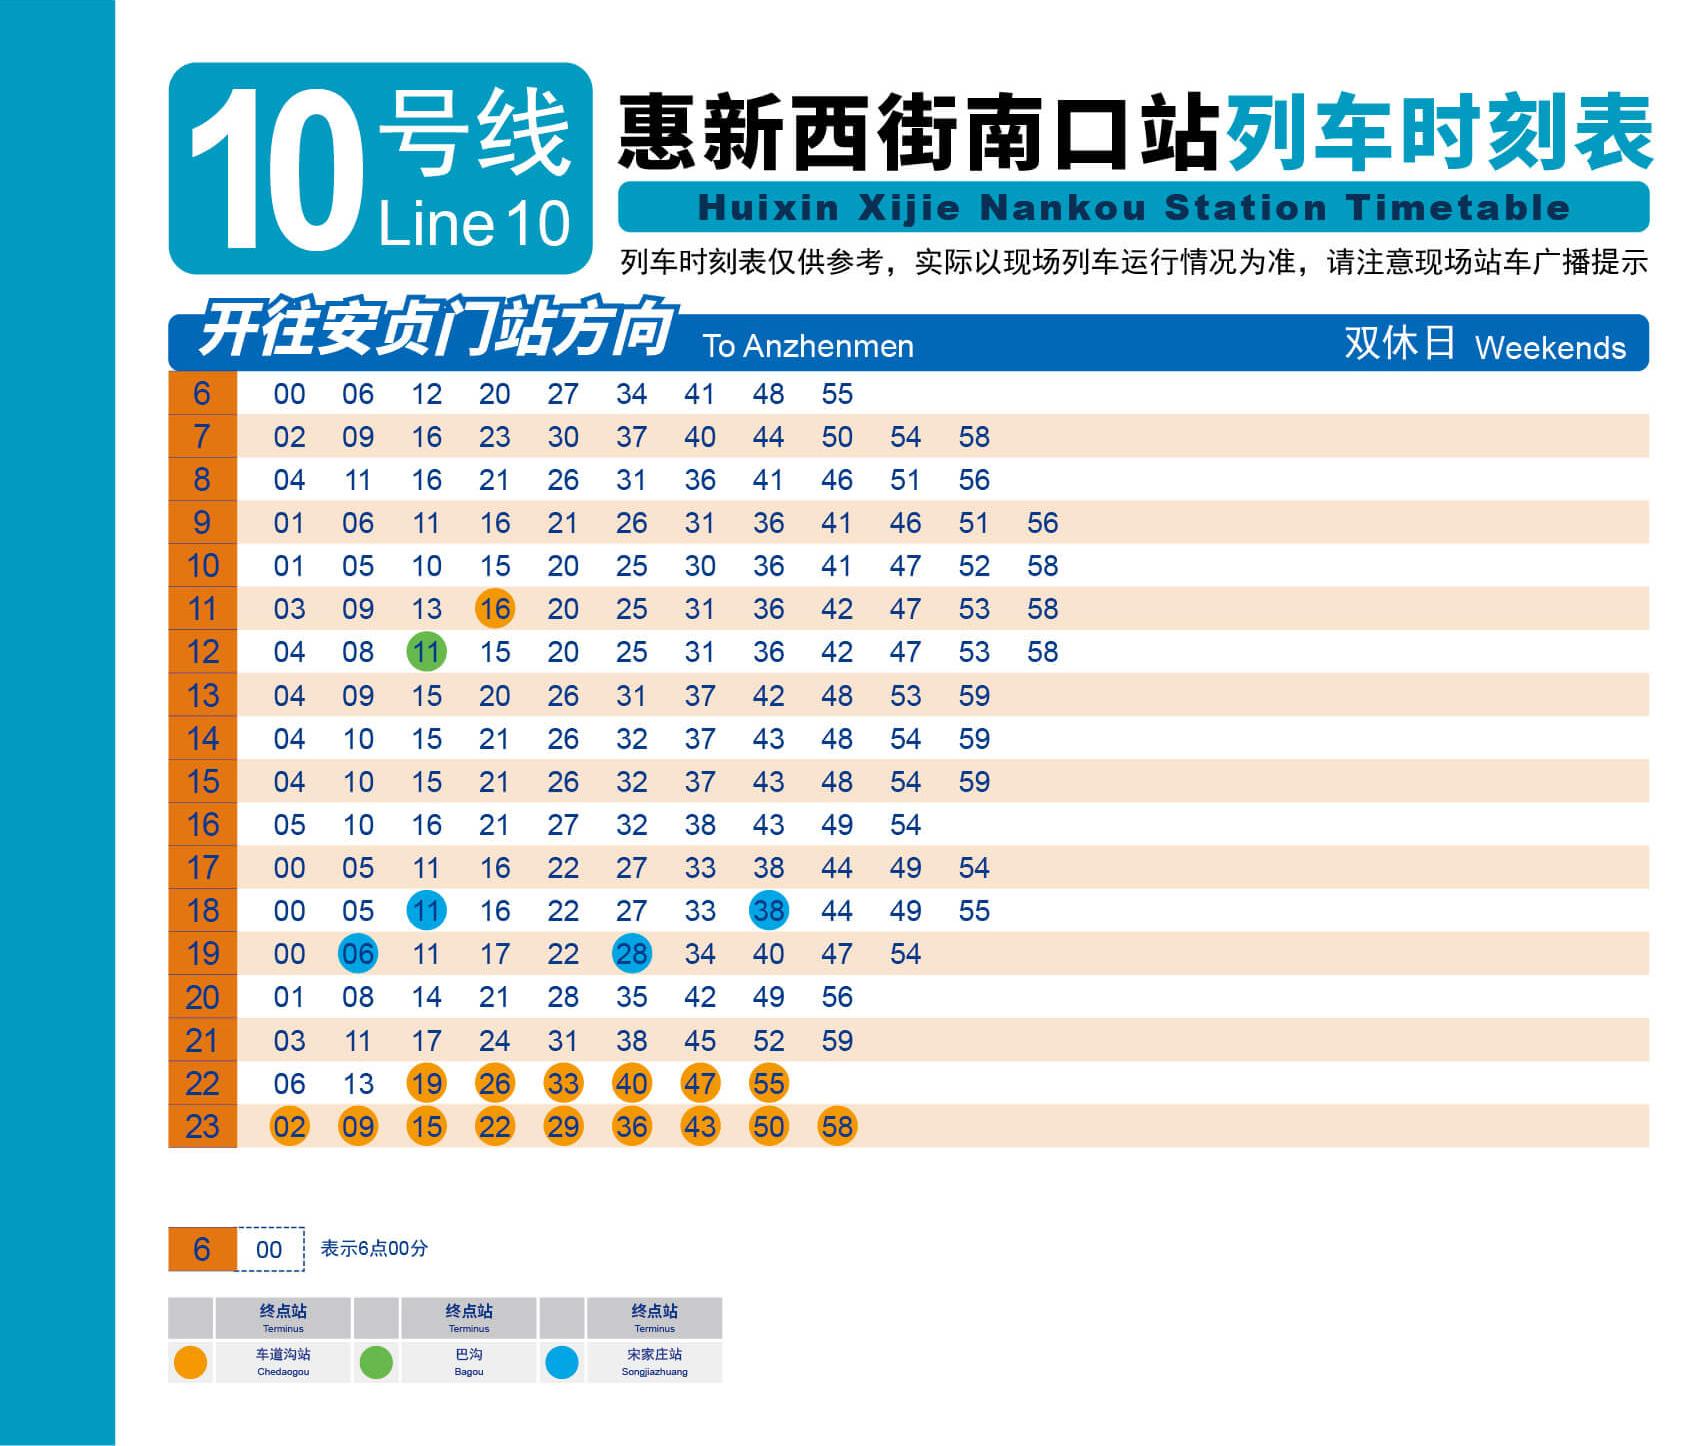 10号线
Line 10
惠新西街南口站列车时刻表
Huixin Xijie Nankou Station Timetable
列车时刻表仅供参考，实际以现场列车运行情况为准，请注意现场站车广播提示
开往安贞门站方向 To Anzhenmen 双休日 Weekends
6 00 06 12 20 27 34 41 48 55
7 02 09 16 23 30 37 40 44 50 54 58
8 04 11 16 21 26 31 36 41 46 51 56
9 01 06 11 16 21 26 31 36 41 46 51 56
10 01 05 10 15 20 25 30 36 41 47 52 58
11 03 09 13 16 20 25 31 36 42 47 53 58
12 04 08 11 15 20 25 31 36 42 47 53 58
13 04 09 15 20 26 31 37 42 48 53 59
14 04 10 15 21 26 32 37 43 48 54 59
15 04 10 15 21 26 32 37 43 48 54 59
16 05 10 16 21 27 32 38 43 49 54
17 00 05 11 16 22 27 33 38 44 49 54
18 00 05 11 16 22 27 33 38 44 49 55
19 00 06 11 17 22 28 34 40 47 54
20 01 08 14 21 28 35 42 49 56
21 03 11 17 24 31 38 45 52 59
22 06 13 19 26 33 40 47 55
23 02 09 15 22 29 36 43 50 58
6 00 表示6点00分
终点站 终点站 终点站
Terminus Terminus Terminus
车道沟站 巴沟 宋家庄站
Chedaogou Bagou Songjiazhuang